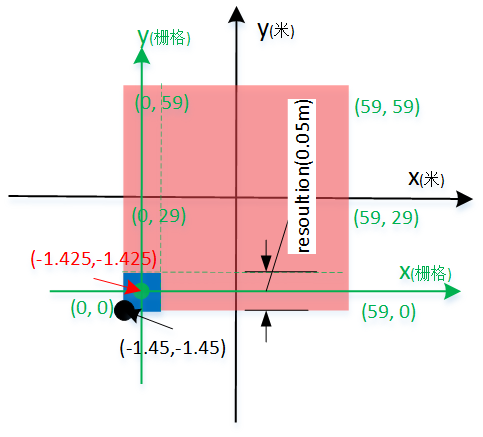 y(栅格)
y(米)
(0, 59)
(59, 59)
resoultion(0.05m)
x(米)
(0, 29)
(59, 29)
(-1.425,-1.425)
x(栅格)
(0, 0)
(59, 0)
(-1.45,-1.45)